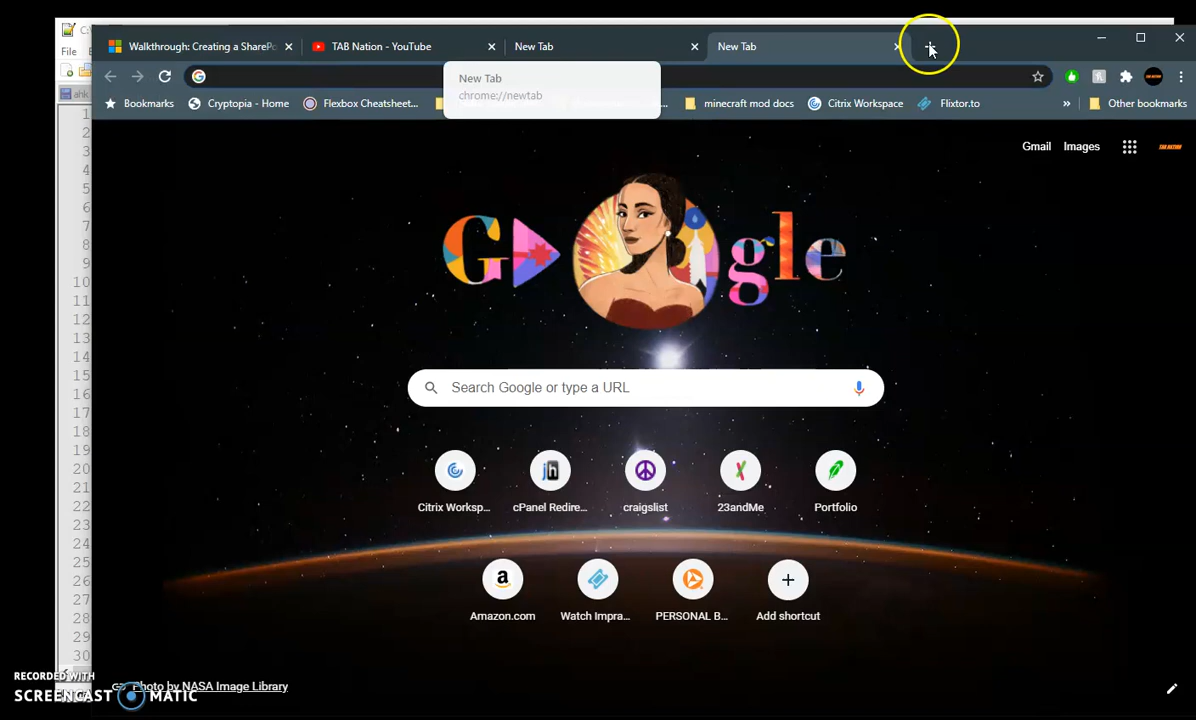 File
ahk
1
2
3
4
5
6
7
8
9
10
11
12
13
14
15
16
17
18
19
20
21
22
23
24
25
26
27
28
29
30
Walkthrough: Creating a SharePo
TAB Nation - YouTube
New Tab
New Tab
New Tab
chrome://newtab
Bookmarks
Cryptopia - Home
Flexbox Cheatsheet...
minecraft mod docs
Citrix Workspace
Flixtor.to
»
Other bookmarks
Gmail
Images
TAB NATION
G gle
Search Google or type a URL
Citrix Worksp...
cPanel Redire...
craigslist
23andMe
Portfolio
Amazon.com
Watch Impra...
PERSONAL B...
Add shortcut
Photo by NASA Image Library
RECORDED WITH
SCREENCAST MATIC